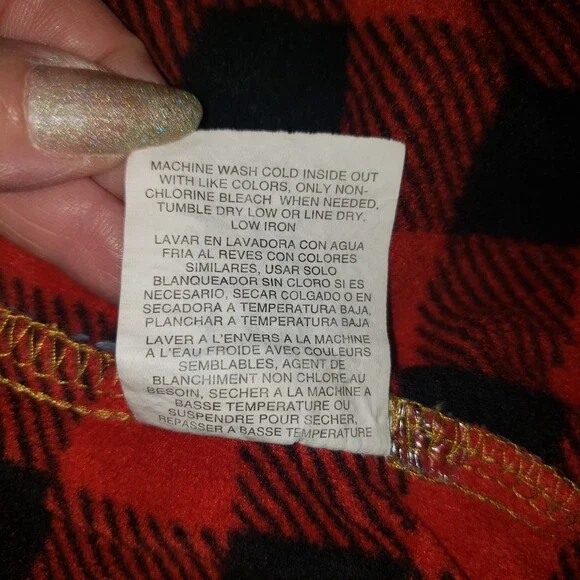 MACHINE WASH COLD INSIDE OUT
WITH LIKE COLORS, ONLY NON-
CHLORINE BLEACH WHEN NEEDED,
TUMBLE DRY LOW OR LINE DRY,
LOW IRON
LAVAR EN LAVADORA CON AGUA
FRIA AL REVES CON COLORES
SIMILARES, USAR SOLO
BLANQUEADOR SIN CLORO SI ES
NECESARIO, SECAR COLGADO O EN
SECADORA A TEMPERATURA BAJA,
PLANCHAR A TEMPERATURA BAJA
LAVER A L'ENVERS A LA MACHINE
A L'EAU FROIDE AVEC COULEURS
SEMBLABLES, AGENT DE
BLANCHIMENT NON CHLORE AU
BESOIN, SECHER A LA MACHINE A
BASSE TEMPERATURE OU
SUSPENDRE POUR SECHER,
REPASSER A BASSE TEMPERATURE